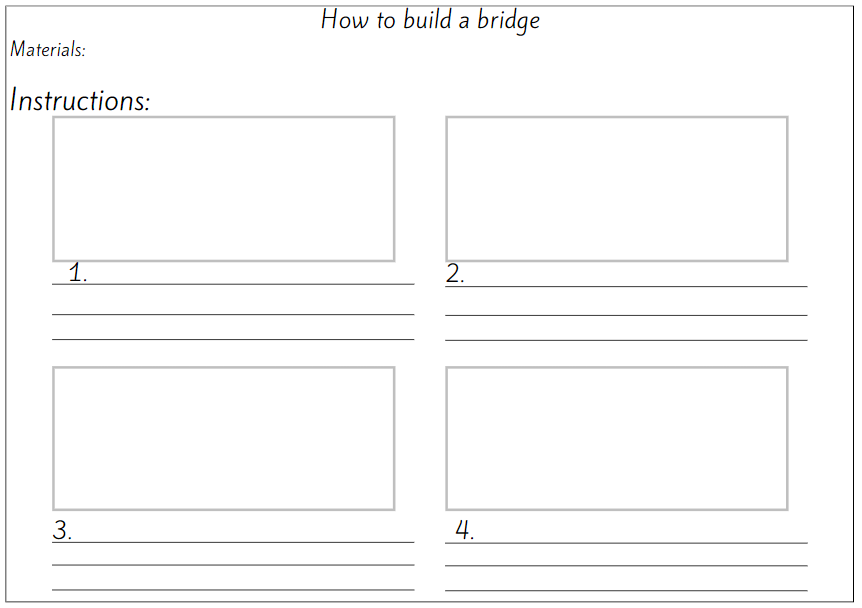 How to build a bridge
Materials:
Instructions:
1.
2.
3.
4.